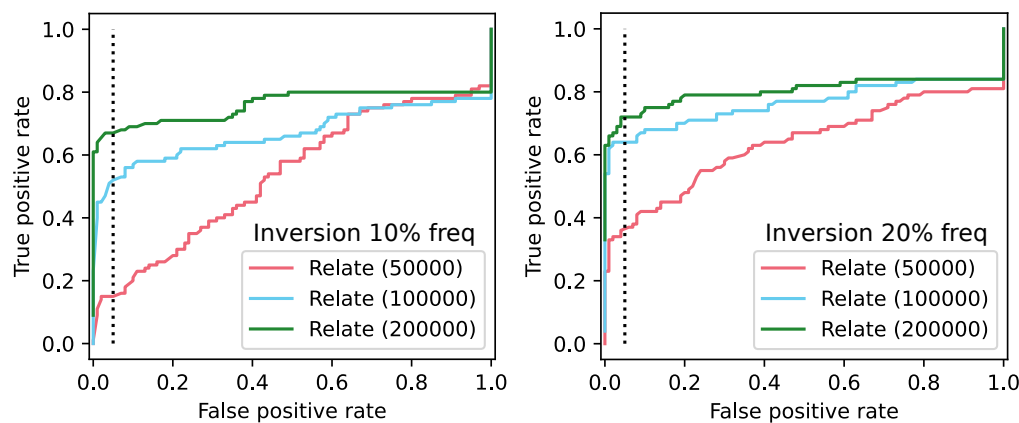 1.0
0.8
0.6
0.4
0.2
0.0
True positive rate
0.0 0.2 0.4 0.6 0.8 1.0
False positive rate
Inversion 10% freq
Relate (50000)
Relate (100000)
Relate (200000)
1.0
0.8
0.6
0.4
0.2
0.0
True positive rate
0.0 0.2 0.4 0.6 0.8 1.0
False positive rate
Inversion 20% freq
Relate (50000)
Relate (100000)
Relate (200000)